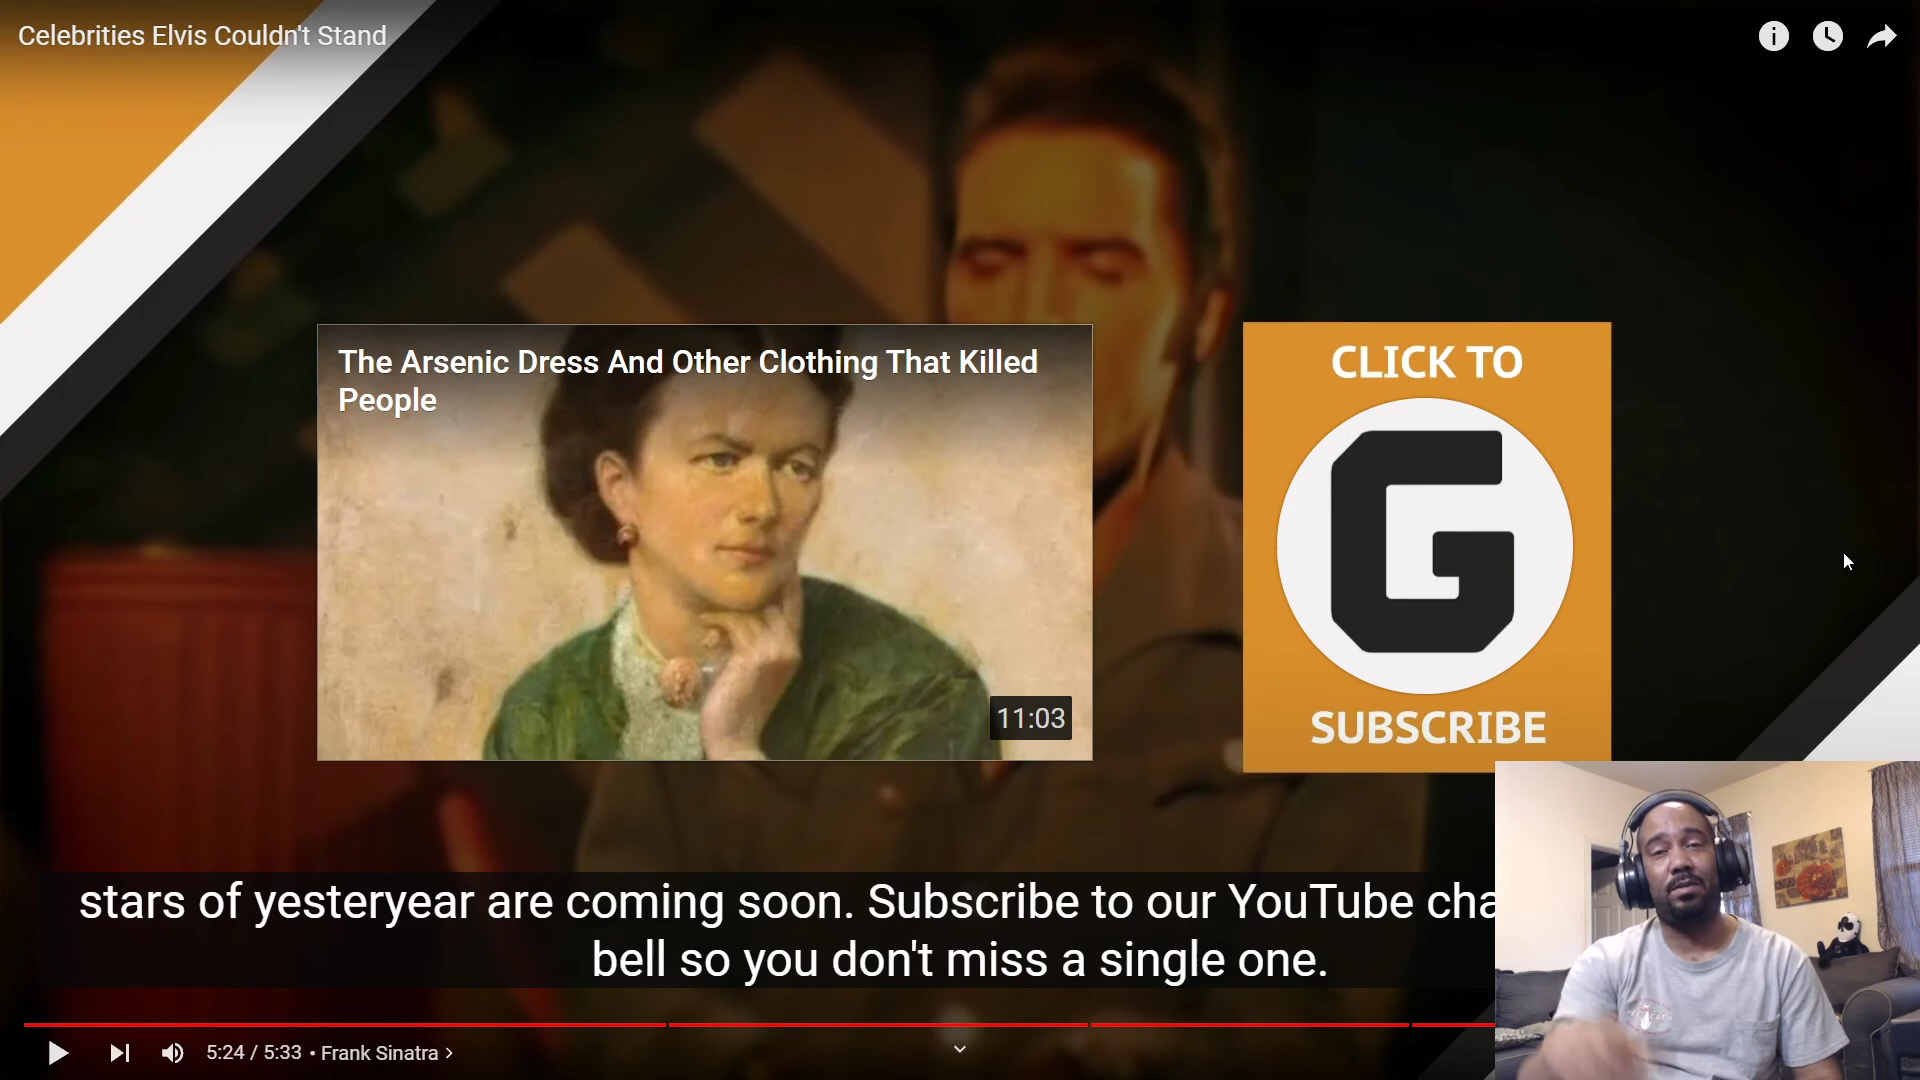 Celebrities Elvis Couldn't Stand
The Arsenic Dress And Other Clothing That Killed
People
11:03
CLICK TO
G
SUBSCRIBE
stars of yesteryear are coming soon. Subscribe to our YouTube cha
bell so you don't miss a single one.
5:24 / 5:33 • Frank Sinatra >